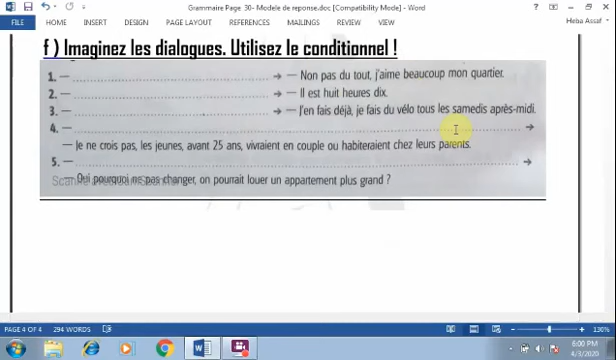 Grammaire Page 30- Modele de reponse.doc [Compatibility Mode] - Word
FILE HOME INSERT DESIGN PAGE LAYOUT REFERENCES MAILINGS REVIEW VIEW Heba Assaf
f ) Imaginez les dialogues. Utilisez le conditionnel !
1. — ........ → — Non pas du tout, j'aime beaucoup mon quartier.
2. — ........ → — Il est huit heures dix.
3. — ........ → — J'en fais déjà, je fais du vélo tous les samedis après-midi.
4. — ........ →
— Je ne crois pas, les jeunes, avant 25 ans, vivraient en couple ou habiteraient chez leurs parents.
5. — ........ →
— Oui pourquoi ne pas changer, on pourrait louer un appartement plus grand ?
PAGE 4 OF 4 294 WORDS 130%
6:00 PM
4/3/2020